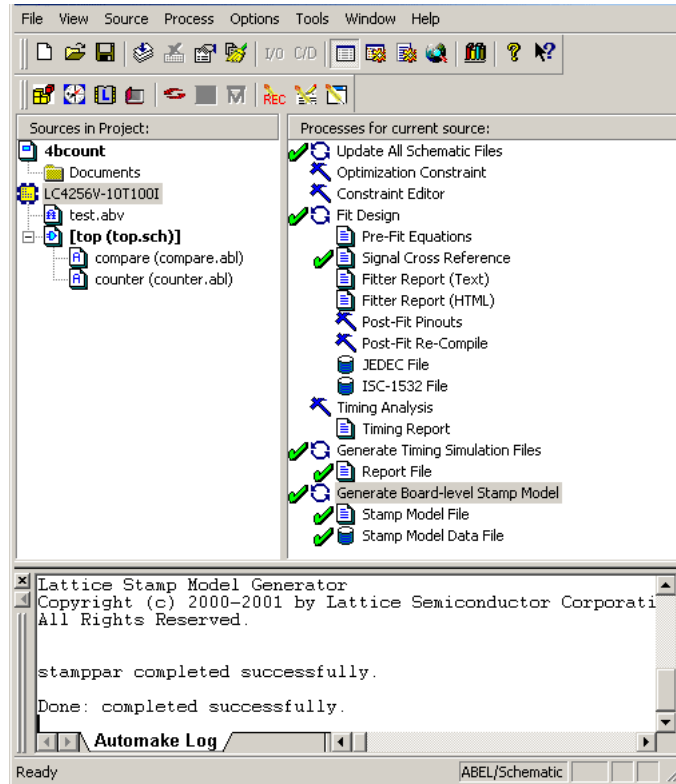 File View Source Process Options Tools Window Help
I/O C/D
REC
Sources in Project:
4bcount
Documents
LC4256V-10T100I
test.abv
[top (top.sch)]
compare (compare.abl)
counter (counter.abl)
Processes for current source:
Update All Schematic Files
Optimization Constraint
Constraint Editor
Fit Design
Pre-Fit Equations
Signal Cross Reference
Fitter Report (Text)
Fitter Report (HTML)
Post-Fit Pinouts
Post-Fit Re-Compile
JEDEC File
ISC-1532 File
Timing Analysis
Timing Report
Generate Timing Simulation Files
Report File
Generate Board-level Stamp Model
Stamp Model File
Stamp Model Data File
Lattice Stamp Model Generator
Copyright (c) 2000-2001 by Lattice Semiconductor Corporati
All Rights Reserved.
stamppar completed successfully.
Done: completed successfully.
Automake Log
Ready
ABEL/Schematic